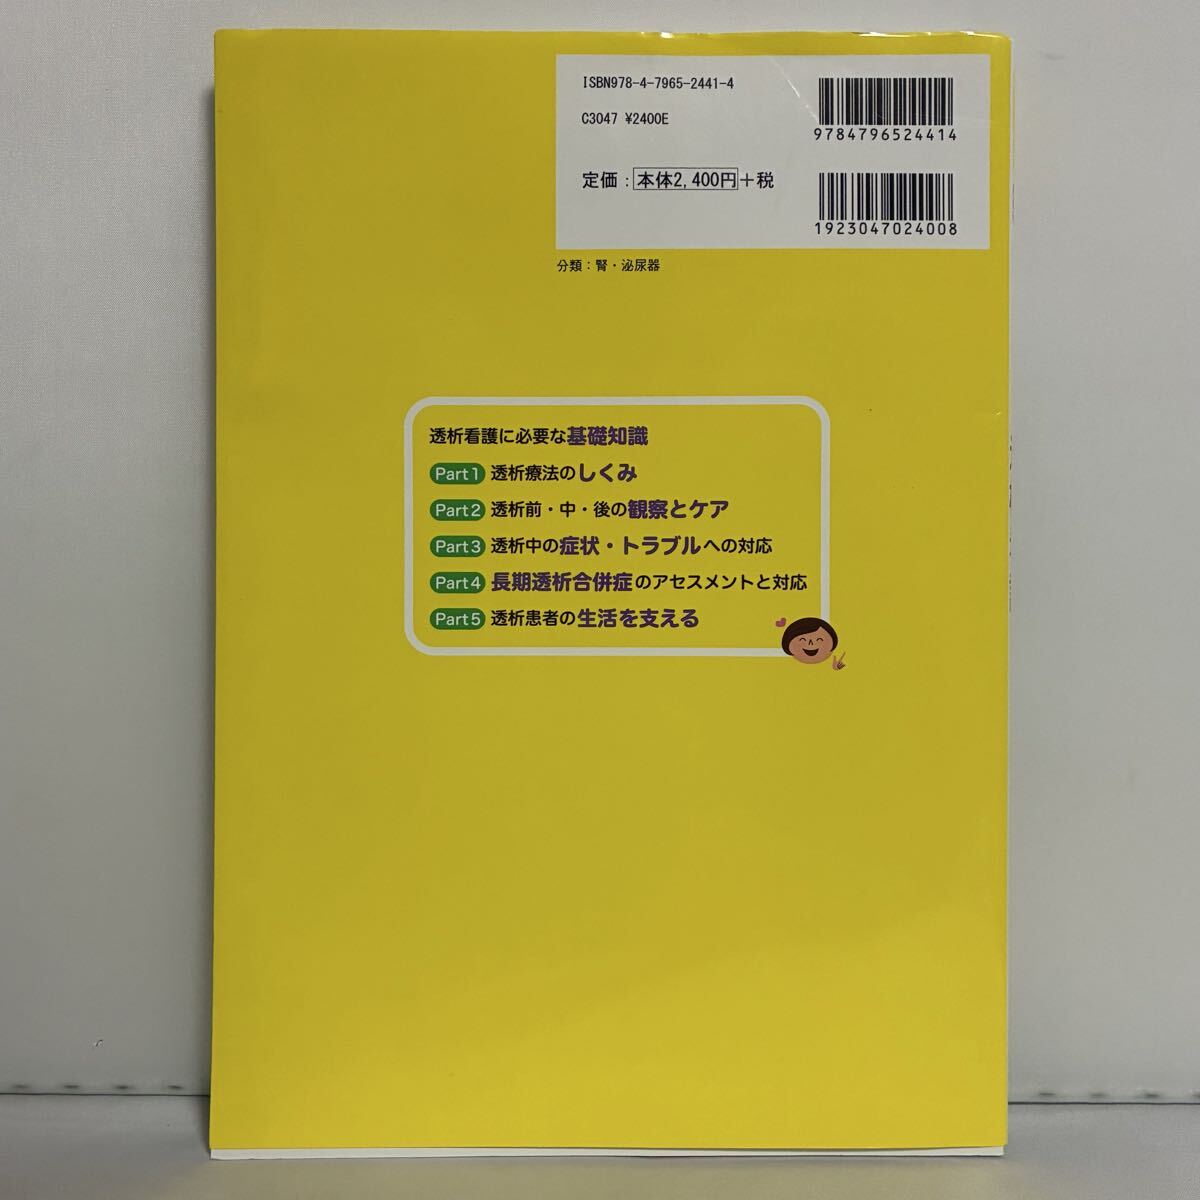 ISBN978-4-7965-2441-4
C3047 ¥2400E
定価：本体2,400円+税
9784796524414
1923047024008
分類：腎・泌尿器
透析看護に必要な基礎知識
Part1 透析療法のしくみ
Part2 透析前・中・後の観察とケア
Part3 透析中の症状・トラブルへの対応
Part4 長期透析合併症のアセスメントと対応
Part5 透析患者の生活を支える